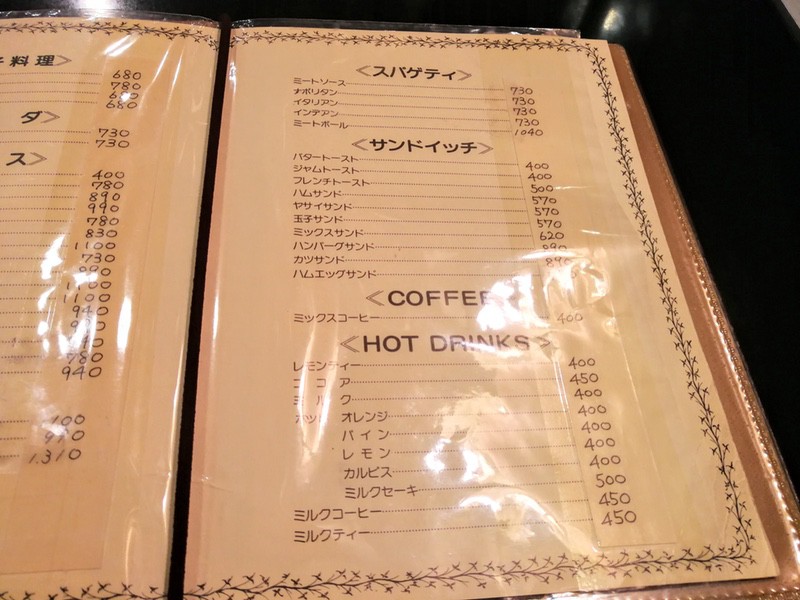 料理>
680
780
680
ダ>
730
730
ス>
400
780
890
990
780
830
1100
730
890
1100
1100
940
780
940
1,310
<スパゲティ>
ミートソース 730
ナポリタン 730
イタリアン 730
インデアン 730
ミートボール 1040
<サンドイッチ>
バタートースト 400
ジャムトースト 400
フレンチトースト 500
ハムサンド 570
ヤサイサンド 570
玉子サンド 570
ミックスサンド 620
ハンバーグサンド 890
カツサンド 890
ハムエッグサンド
<COFFEE>
ミックスコーヒー 400
<HOT DRINKS>
レモンティー 400
ココア 450
ミルク 400
ホット オレンジ 400
パイン 400
レモン 400
カルピス 400
ミルクセーキ 500
ミルクコーヒー 450
ミルクティー 450